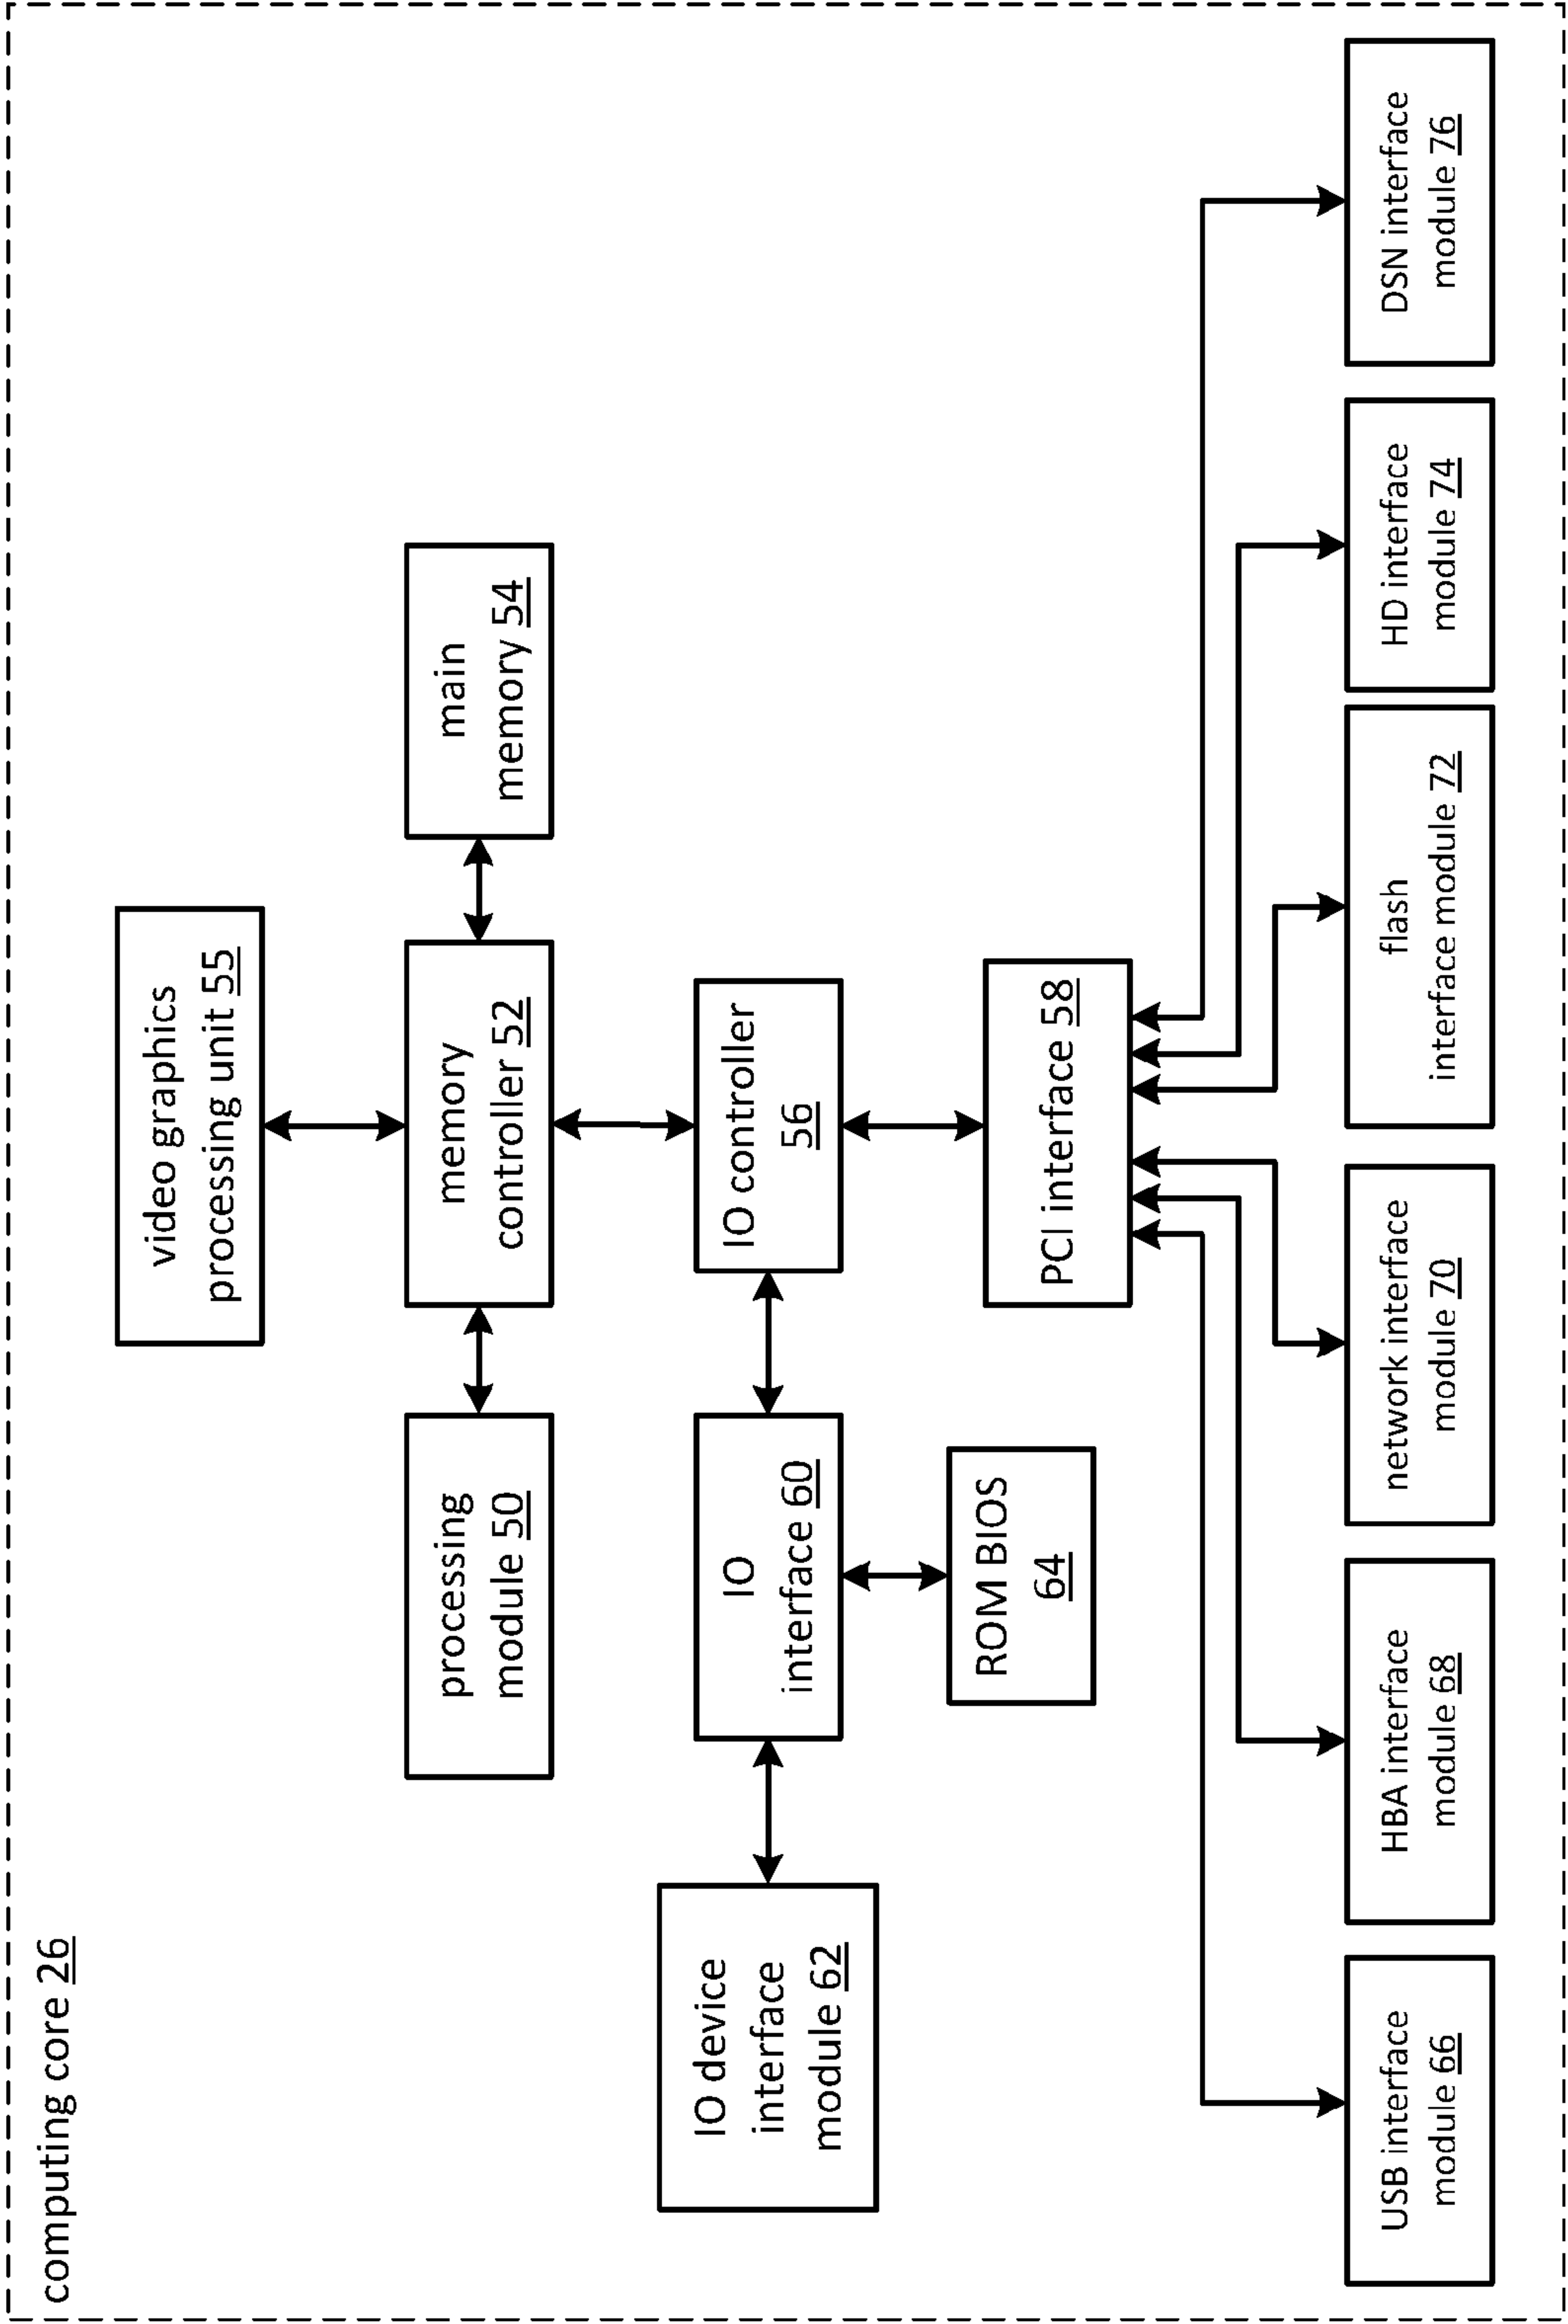 computing core 26
video graphics
processing unit 55
processing
module 50
memory
controller 52
main
memory 54
IO device
interface
module 62
IO
interface 60
IO controller
56
ROM BIOS
64
PCI interface 58
USB interface
module 66
HBA interface
module 68
network interface
module 70
flash
interface module 72
HD interface
module 74
DSN interface
module 76